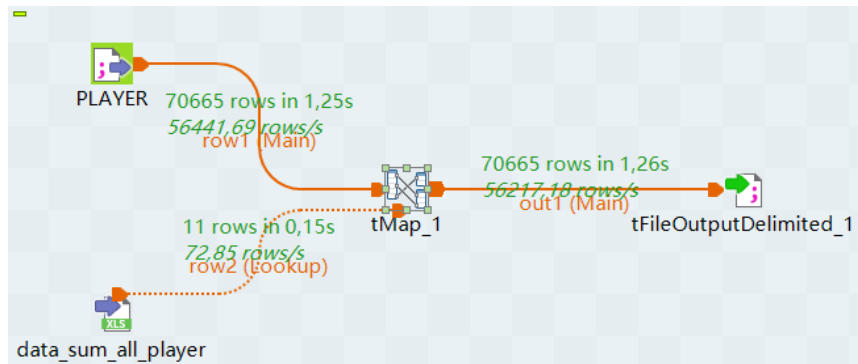 PLAYER
70665 rows in 1,25s
56441,69 rows/s
row1 (Main)
70665 rows in 1,26s
56217,18 rows/s
out1 (Main)
tMap_1
tFileOutputDelimited_1
11 rows in 0,15s
72,85 rows/s
row2 (Lookup)
XLS
data_sum_all_player